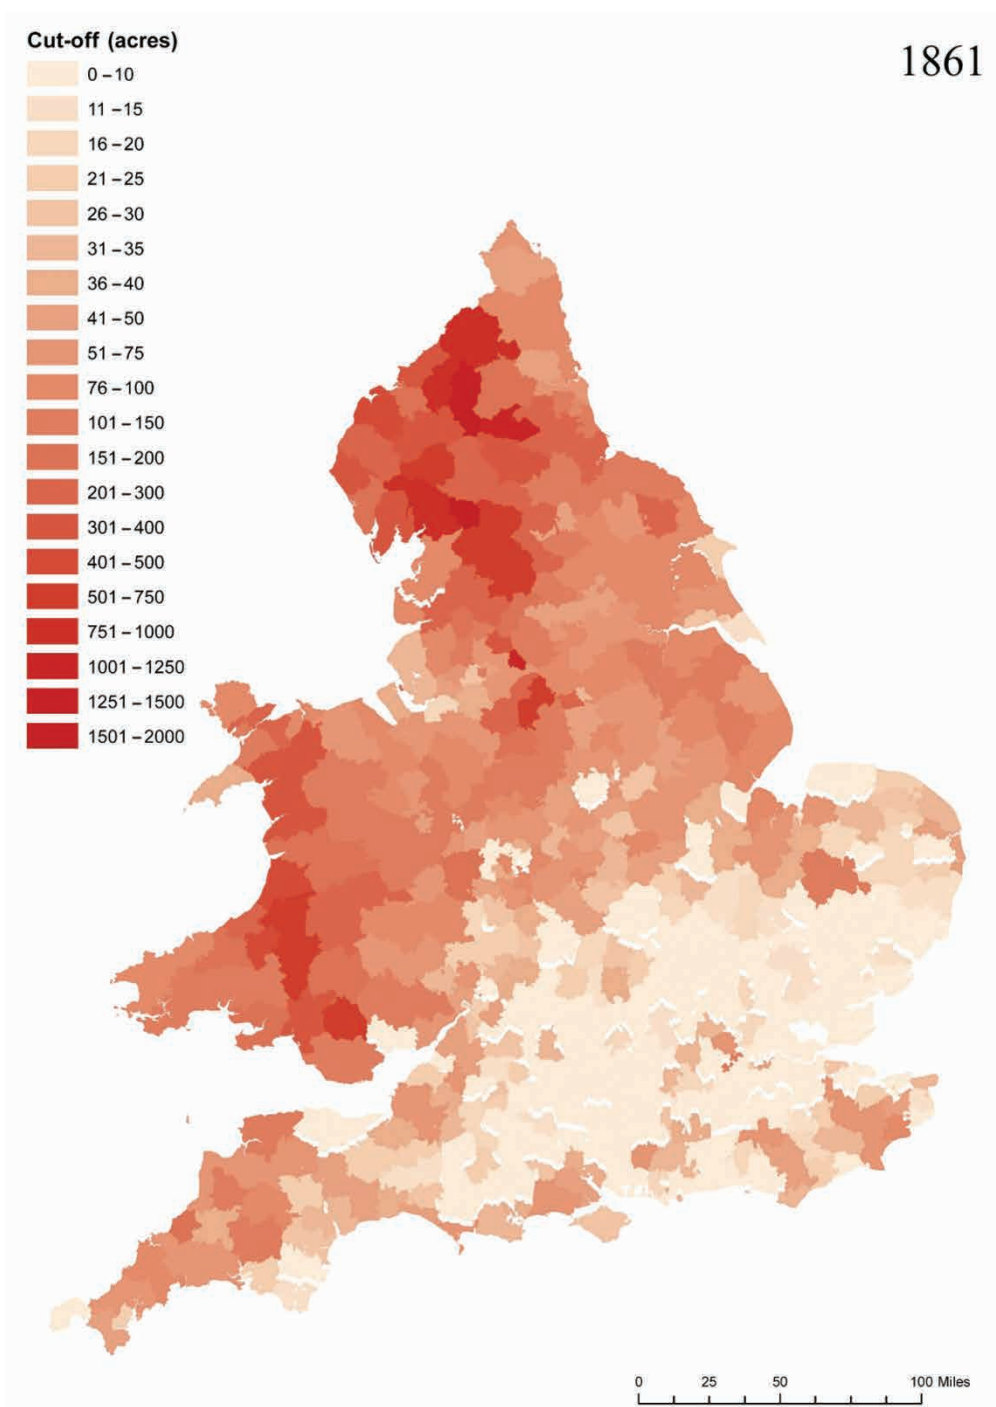 Cut-off (acres)
1861
0 – 10
11 – 15
16 – 20
21 – 25
26 – 30
31 – 35
36 – 40
41 – 50
51 – 75
76 – 100
101 – 150
151 – 200
201 – 300
301 – 400
401 – 500
501 – 750
751 – 1000
1001 – 1250
1251 – 1500
1501 – 2000
0 25 50 100 Miles